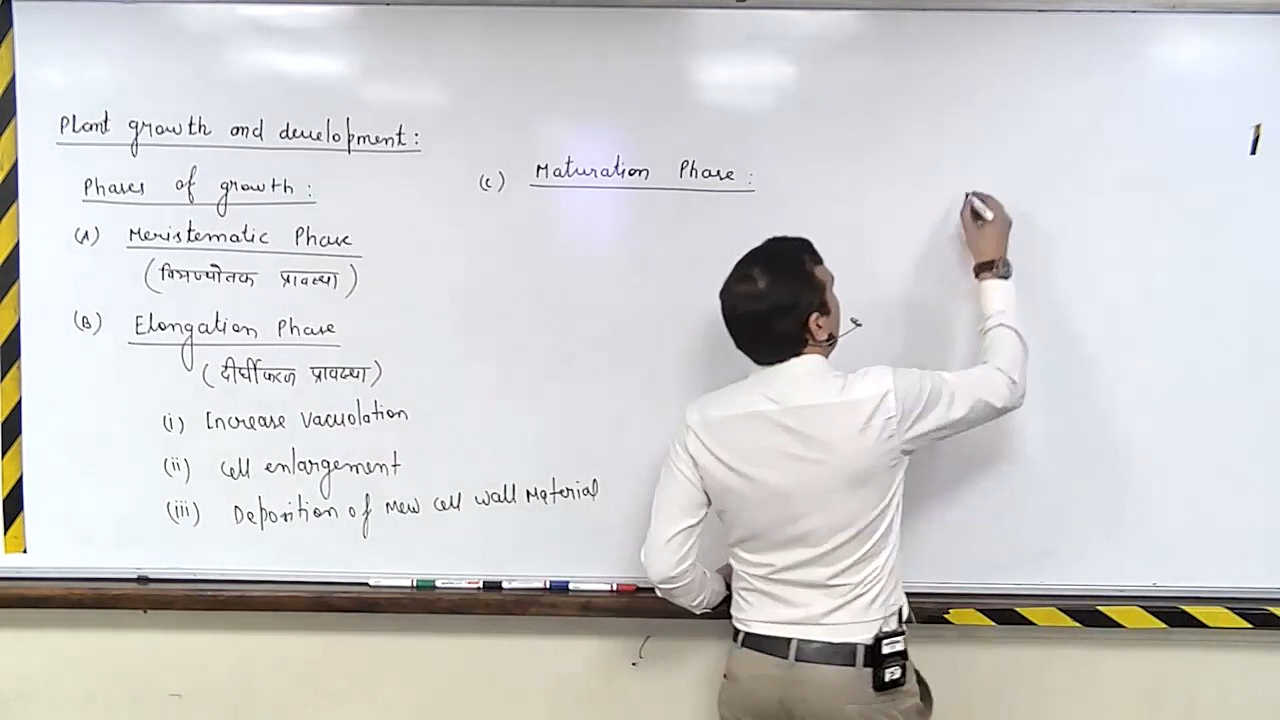 Plant growth and development:
Phases of growth:
(A) Meristematic Phase
(विभज्योतक प्रावस्था)
(B) Elongation Phase
(दीर्घीकरण प्रावस्था)
(i) Increase vacuolation
(ii) Cell enlargement
(iii) Deposition of new cell wall Material
(C) Maturation Phase: